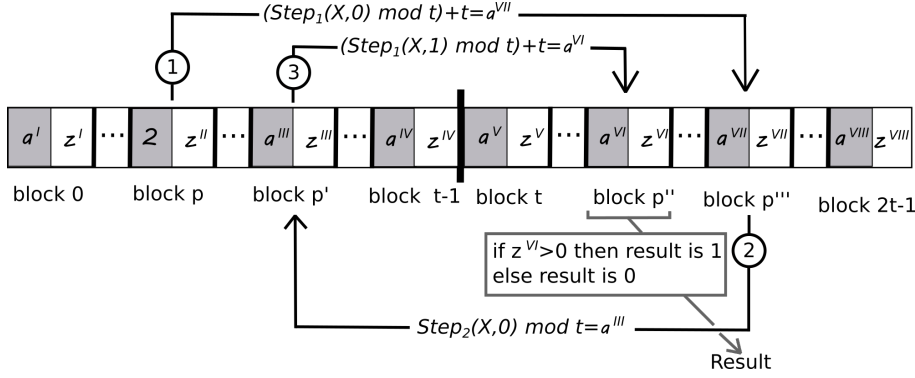 (Step₁(X,0) mod t)+t=a^VII
1
(Step₁(X,1) mod t)+t=a^VI
3
a^I z^I ... 2 z^II ... a^III z^III ... a^IV z^IV a^V z^V ... a^VI z^VI ... a^VII z^VII ... a^VIII z^VIII
block 0 block p block p' block t-1 block t block p'' block p''' block 2t-1
if z^VI>0 then result is 1
else result is 0
2
Step₂(X,0) mod t=a^III
Result